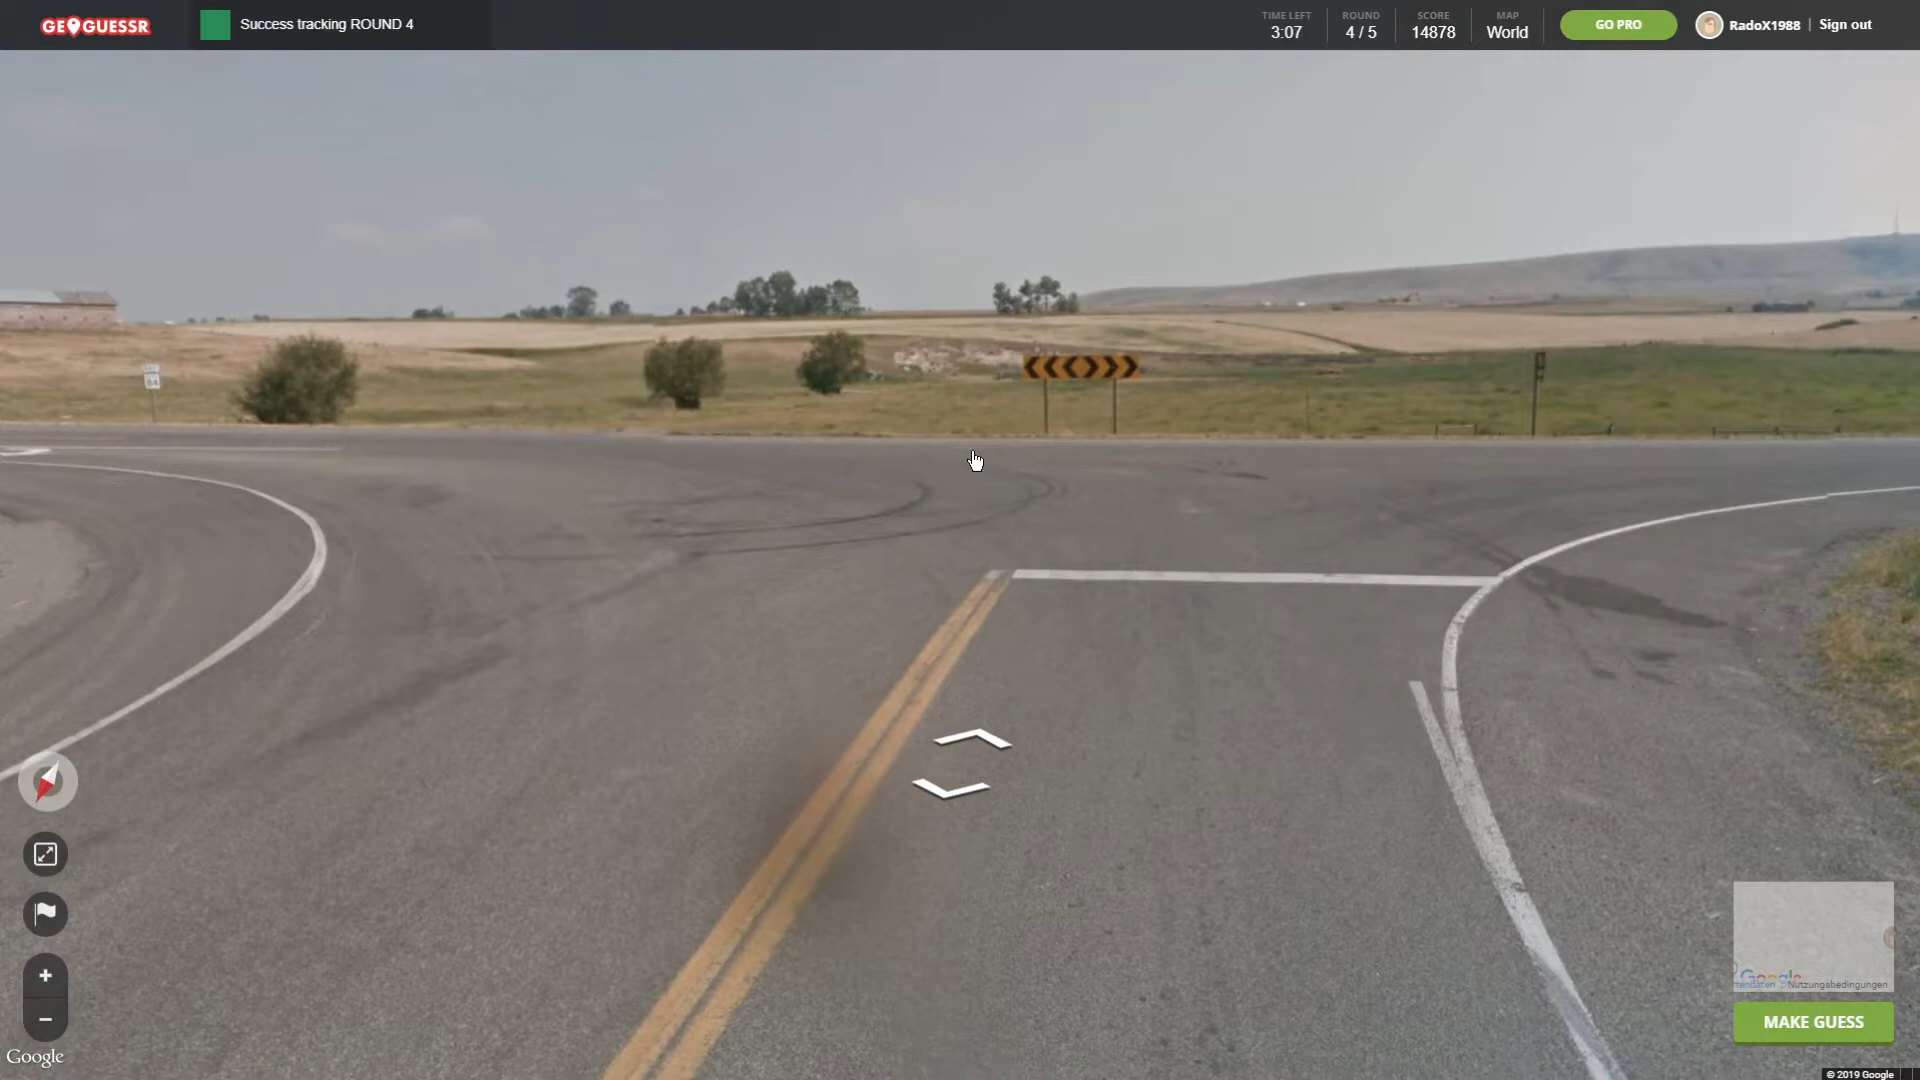 GEOGUESSR
Success tracking ROUND 4
TIME LEFT
3:07
ROUND
4 / 5
SCORE
14878
MAP
World
GO PRO
RadoX1988 | Sign out
Google
Nutzungsbedingungen
MAKE GUESS
+
−
Google
© 2019 Google